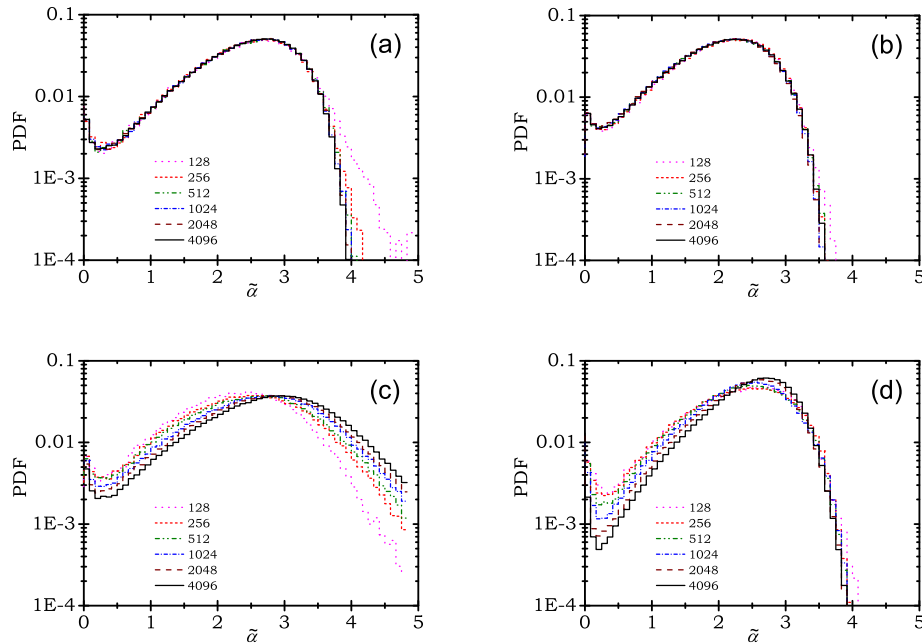 (a)
0.1
0.01
1E-3
1E-4
PDF
128
256
512
1024
2048
4096
0 1 2 3 4 5
α̃
(b)
0.1
0.01
1E-3
1E-4
PDF
128
256
512
1024
2048
4096
0 1 2 3 4 5
α̃
(c)
0.1
0.01
1E-3
1E-4
PDF
128
256
512
1024
2048
4096
0 1 2 3 4 5
α̃
(d)
0.1
0.01
1E-3
1E-4
PDF
128
256
512
1024
2048
4096
0 1 2 3 4 5
α̃